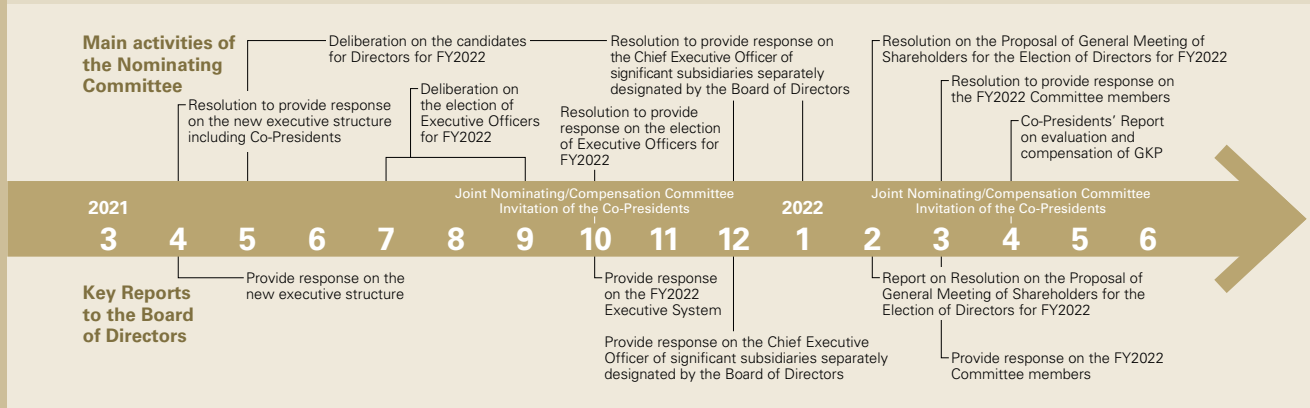 Main activities of
the Nominating
Committee
Resolution to provide response
on the new executive structure
including Co-Presidents
Deliberation on the candidates
for Directors for FY2022
Deliberation on
the election of
Executive Officers
for FY2022
Resolution to provide
response on the election
of Executive Officers for
FY2022
Resolution to provide response on
the Chief Executive Officer of
significant subsidiaries separately
designated by the Board of Directors
Resolution on the Proposal of General Meeting of
Shareholders for the Election of Directors for FY2022
Resolution to provide response on
the FY2022 Committee members
Co-Presidents' Report
on evaluation and
compensation of GKP
Joint Nominating/Compensation Committee
Invitation of the Co-Presidents
Joint Nominating/Compensation Committee
Invitation of the Co-Presidents
2021
2022
3 4 5 6 7 8 9 10 11 12 1 2 3 4 5 6
Key Reports
to the Board
of Directors
Provide response on the
new executive structure
Provide response
on the FY2022
Executive System
Provide response on the Chief Executive
Officer of significant subsidiaries separately
designated by the Board of Directors
Report on Resolution on the Proposal of
General Meeting of Shareholders for the
Election of Directors for FY2022
Provide response on the FY2022
Committee members